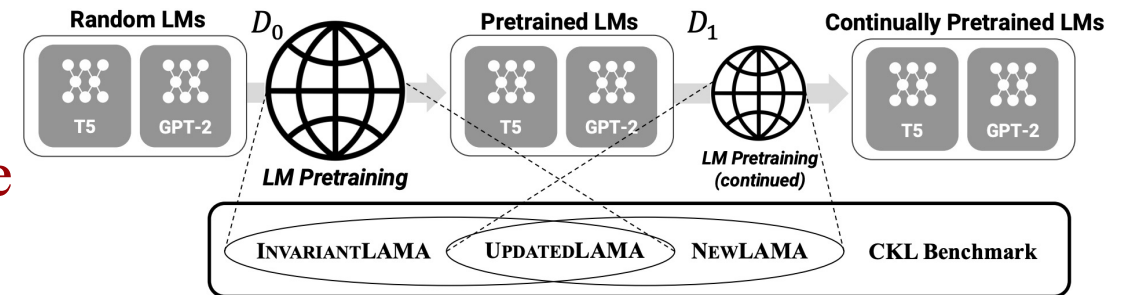 Random LMs
D0
Pretrained LMs
D1
Continually Pretrained LMs
T5
GPT-2
T5
GPT-2
T5
GPT-2
LM Pretraining
LM Pretraining
(continued)
e
INVARIANTLAMA
UPDATEDLAMA
NEWLAMA
CKL Benchmark